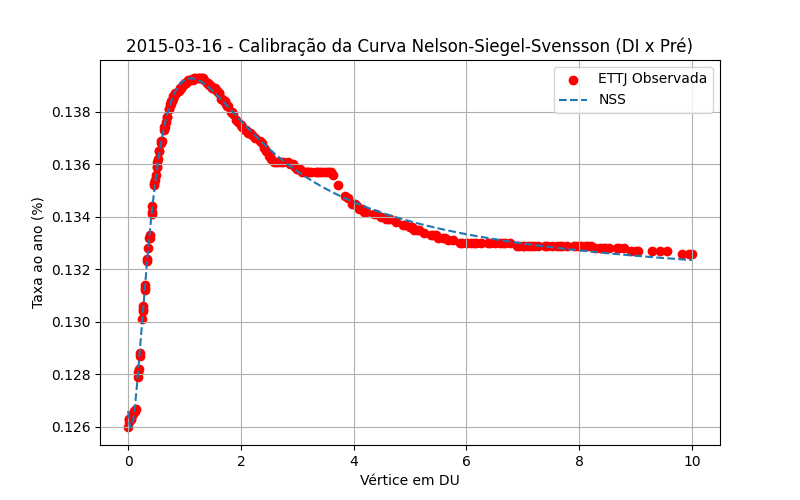 2015-03-16 - Calibração da Curva Nelson-Siegel-Svensson (DI x Pré)
ETTJ Observada
NSS
Taxa ao ano (%)
0.138
0.136
0.134
0.132
0.130
0.128
0.126
0 2 4 6 8 10
Vértice em DU